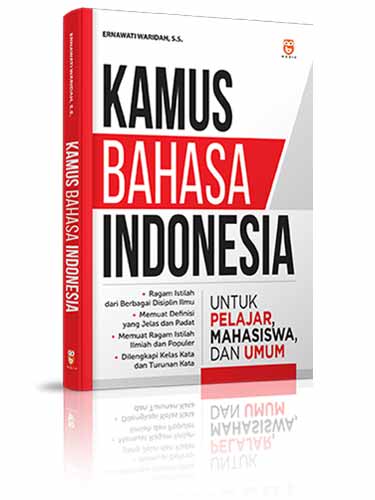 ERNAWATI WARIDAH, S.S.
KAMUS
BAHASA
INDONESIA
• Ragam Istilah
dari Berbagai Disiplin Ilmu
• Memuat Definisi
yang Jelas dan Padat
• Memuat Ragam Istilah
Ilmiah dan Populer
• Dilengkapi Kelas Kata
dan Turunan Kata
UNTUK
PELAJAR,
MAHASISWA,
DAN UMUM
ERNAWATI WARIDAH, S.S.
KAMUS BAHASA INDONESIA